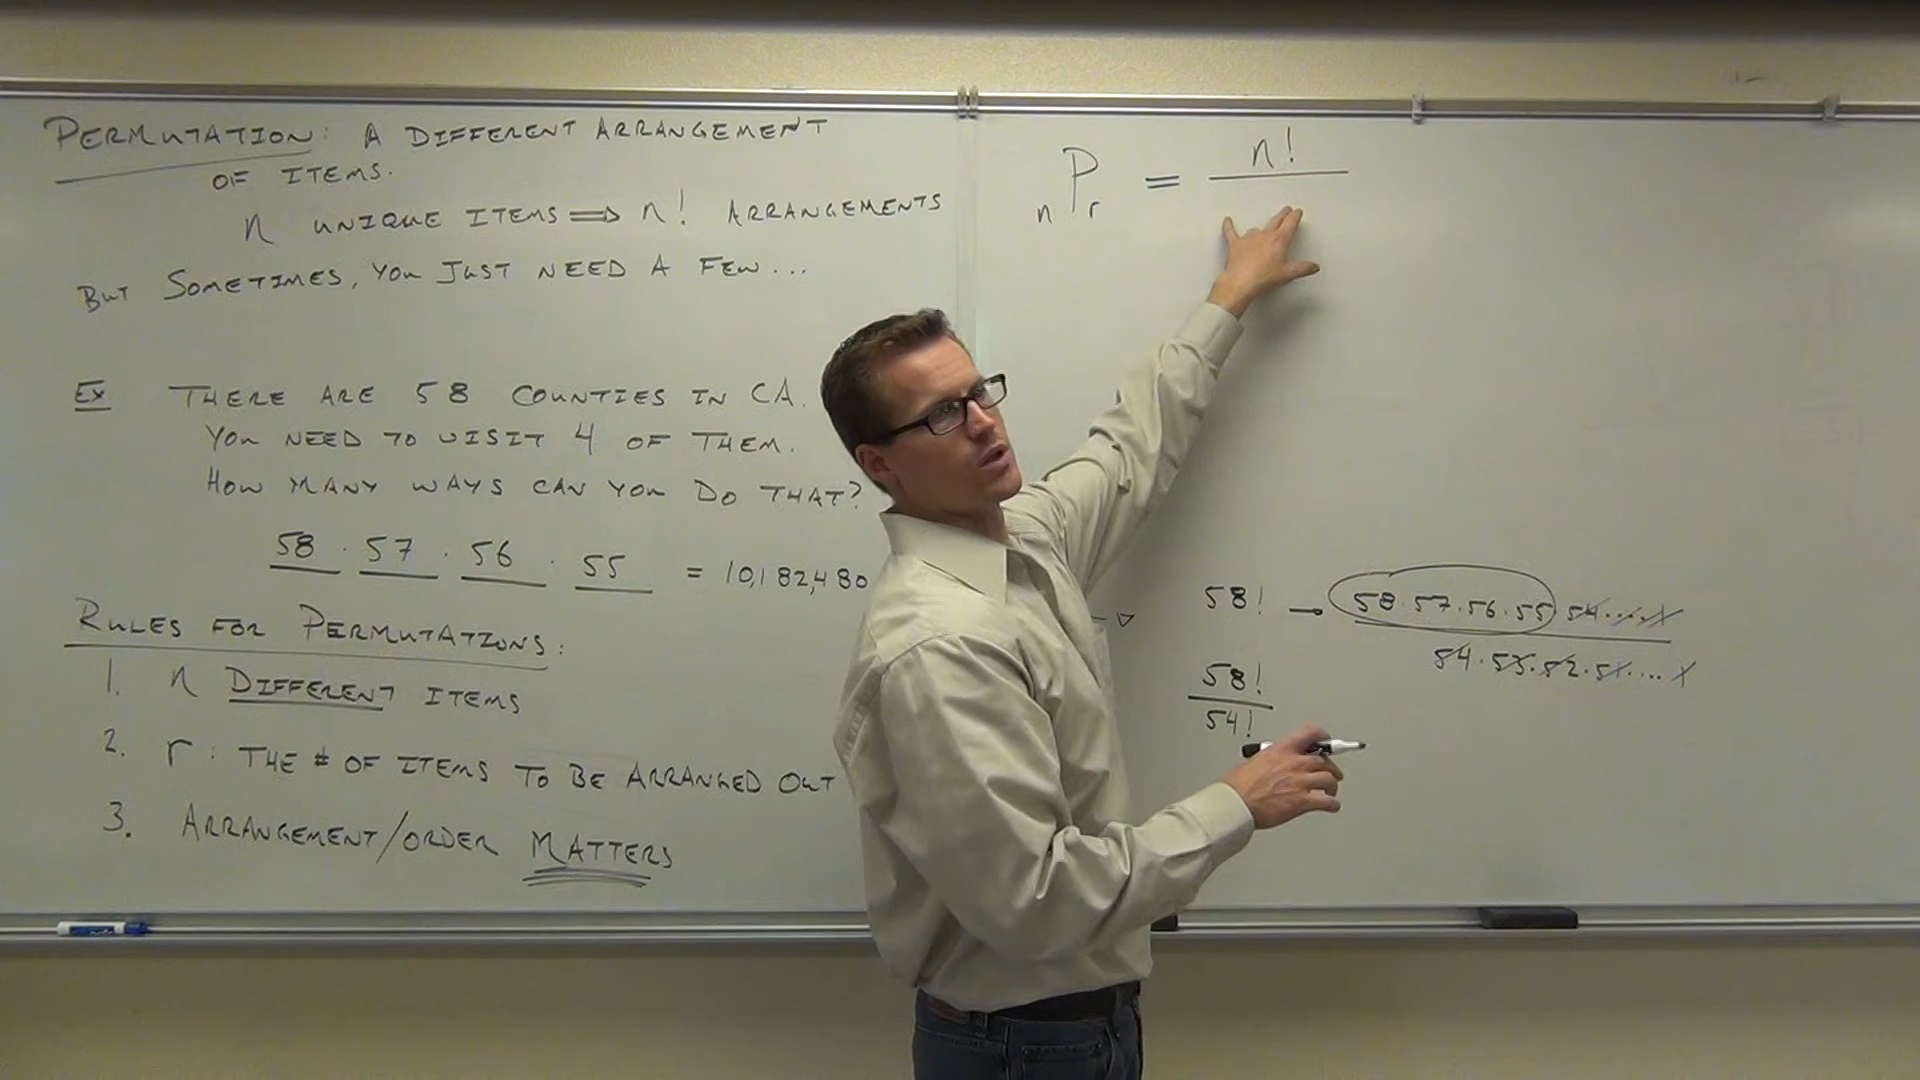 PERMUTATION: A DIFFERENT ARRANGEMENT
OF ITEMS.
n UNIQUE ITEMS ⇒ n! ARRANGEMENTS
BUT SOMETIMES, YOU JUST NEED A FEW...
EX THERE ARE 58 COUNTIES IN CA.
YOU NEED TO VISIT 4 OF THEM.
HOW MANY WAYS CAN YOU DO THAT?
58 · 57 · 56 · 55 = 10,182,480
RULES FOR PERMUTATIONS:
1. n DIFFERENT ITEMS
2. r : THE # OF ITEMS TO BE ARRANGED OUT
3. ARRANGEMENT/ORDER MATTERS
nPr = n!
58! → 58·57·56·55·54·...·1
54·53·52·51·...·1
58!
54!